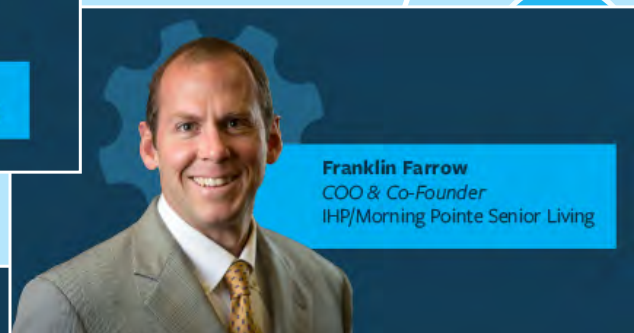 Franklin Farrow
COO & Co-Founder
IHP/Morning Pointe Senior Living